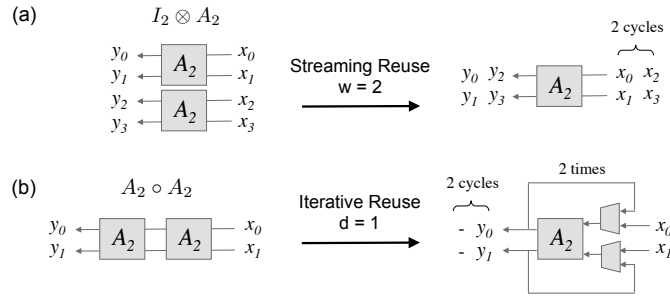 (a) I₂ ⊗ A₂
y₀ A₂ x₀
y₁ x₁
y₂ A₂ x₂
y₃ x₃
Streaming Reuse
w = 2
2 cycles
y₀ y₂ A₂ x₀ x₂
y₁ y₃ x₁ x₃
(b) A₂ ∘ A₂
y₀ A₂ A₂ x₀
y₁ x₁
Iterative Reuse
d = 1
2 cycles 2 times
- y₀ A₂ x₀
- y₁ x₁